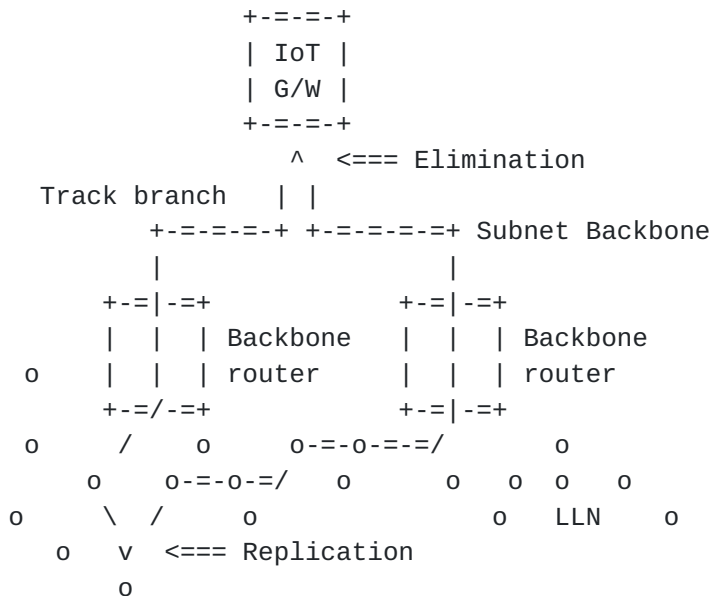 +-=-=-+
                  | IoT |
                  | G/W |
                  +-=-=-+
                     ^  <=== Elimination
     Track branch   | |
            +-=-=-=-+ +-=-=-=-=+ Subnet Backbone
            |                  |
         +-=|-=+            +-=|-=+
         |  |  | Backbone   |  |  | Backbone
    o    |  |  | router     |  |  | router
         +-=/-=+            +-=|-=+
    o     /    o     o-=-o-=-=/       o
        o    o-=-o-=/   o      o   o  o   o
   o     \  /     o               o   LLN    o
      o   v  <=== Replication
          o